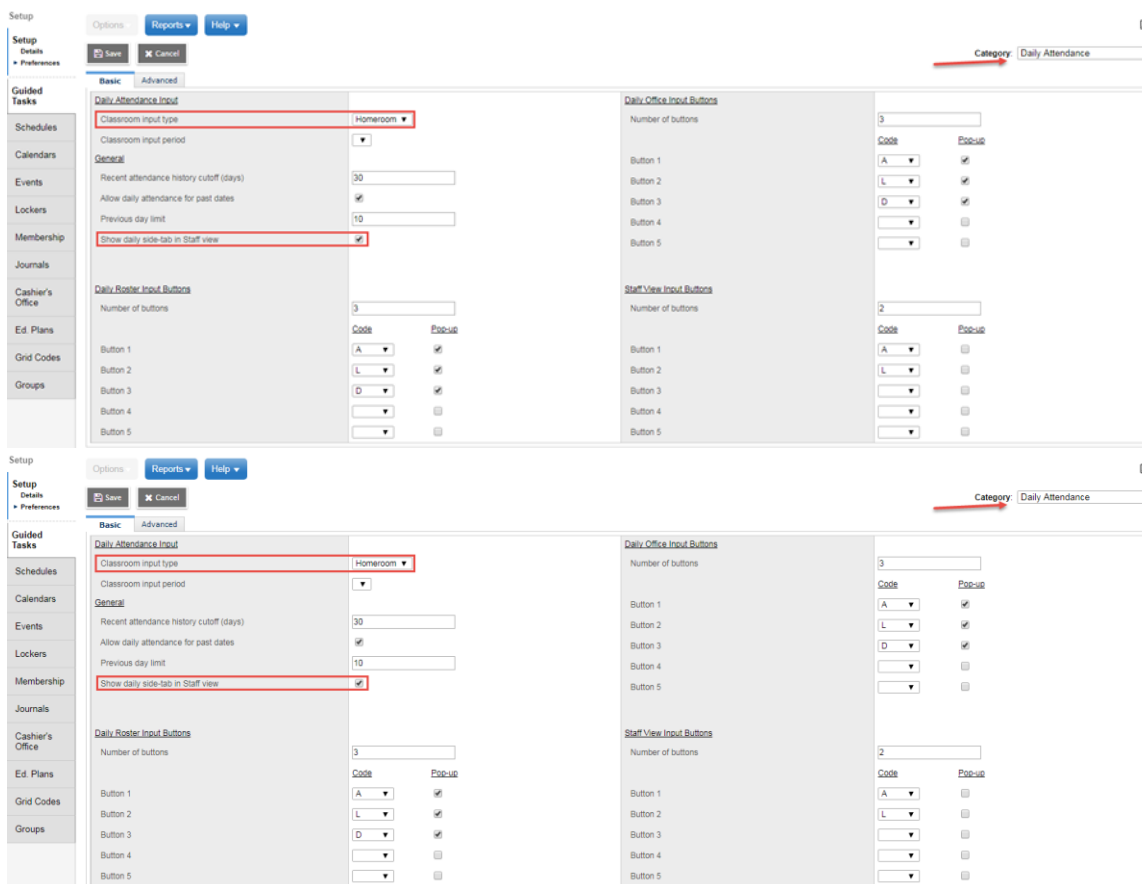 Setup
Options Reports Help
Setup
Details
Preferences
Save Cancel
Category: Daily Attendance
Basic Advanced
Guided
Tasks
Schedules
Calendars
Events
Lockers
Membership
Journals
Cashier's
Office
Ed. Plans
Grid Codes
Groups
Daily Attendance Input
Classroom input type Homeroom
Classroom input period
General
Recent attendance history cutoff (days) 30
Allow daily attendance for past dates
Previous day limit 10
Show daily side-tab in Staff view
Daily Office Input Buttons
Number of buttons 3
Code Pop-up
Button 1 A
Button 2 L
Button 3 D
Button 4
Button 5
Daily Roster Input Buttons
Number of buttons 3
Code Pop-up
Button 1 A
Button 2 L
Button 3 D
Button 4
Button 5
Staff View Input Buttons
Number of buttons 2
Code Pop-up
Button 1 A
Button 2 L
Button 3
Button 4
Button 5
Setup
Options Reports Help
Setup
Details
Preferences
Save Cancel
Category: Daily Attendance
Basic Advanced
Guided
Tasks
Schedules
Calendars
Events
Lockers
Membership
Journals
Cashier's
Office
Ed. Plans
Grid Codes
Groups
Daily Attendance Input
Classroom input type Homeroom
Classroom input period
General
Recent attendance history cutoff (days) 30
Allow daily attendance for past dates
Previous day limit 10
Show daily side-tab in Staff view
Daily Office Input Buttons
Number of buttons 3
Code Pop-up
Button 1 A
Button 2 L
Button 3 D
Button 4
Button 5
Daily Roster Input Buttons
Number of buttons 3
Code Pop-up
Button 1 A
Button 2 L
Button 3 D
Button 4
Button 5
Staff View Input Buttons
Number of buttons 2
Code Pop-up
Button 1 A
Button 2 L
Button 3
Button 4
Button 5